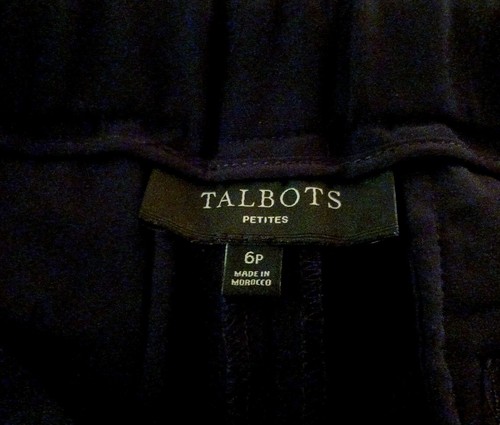 TALBOTS
PETITES
6P
MADE IN
MOROCCO